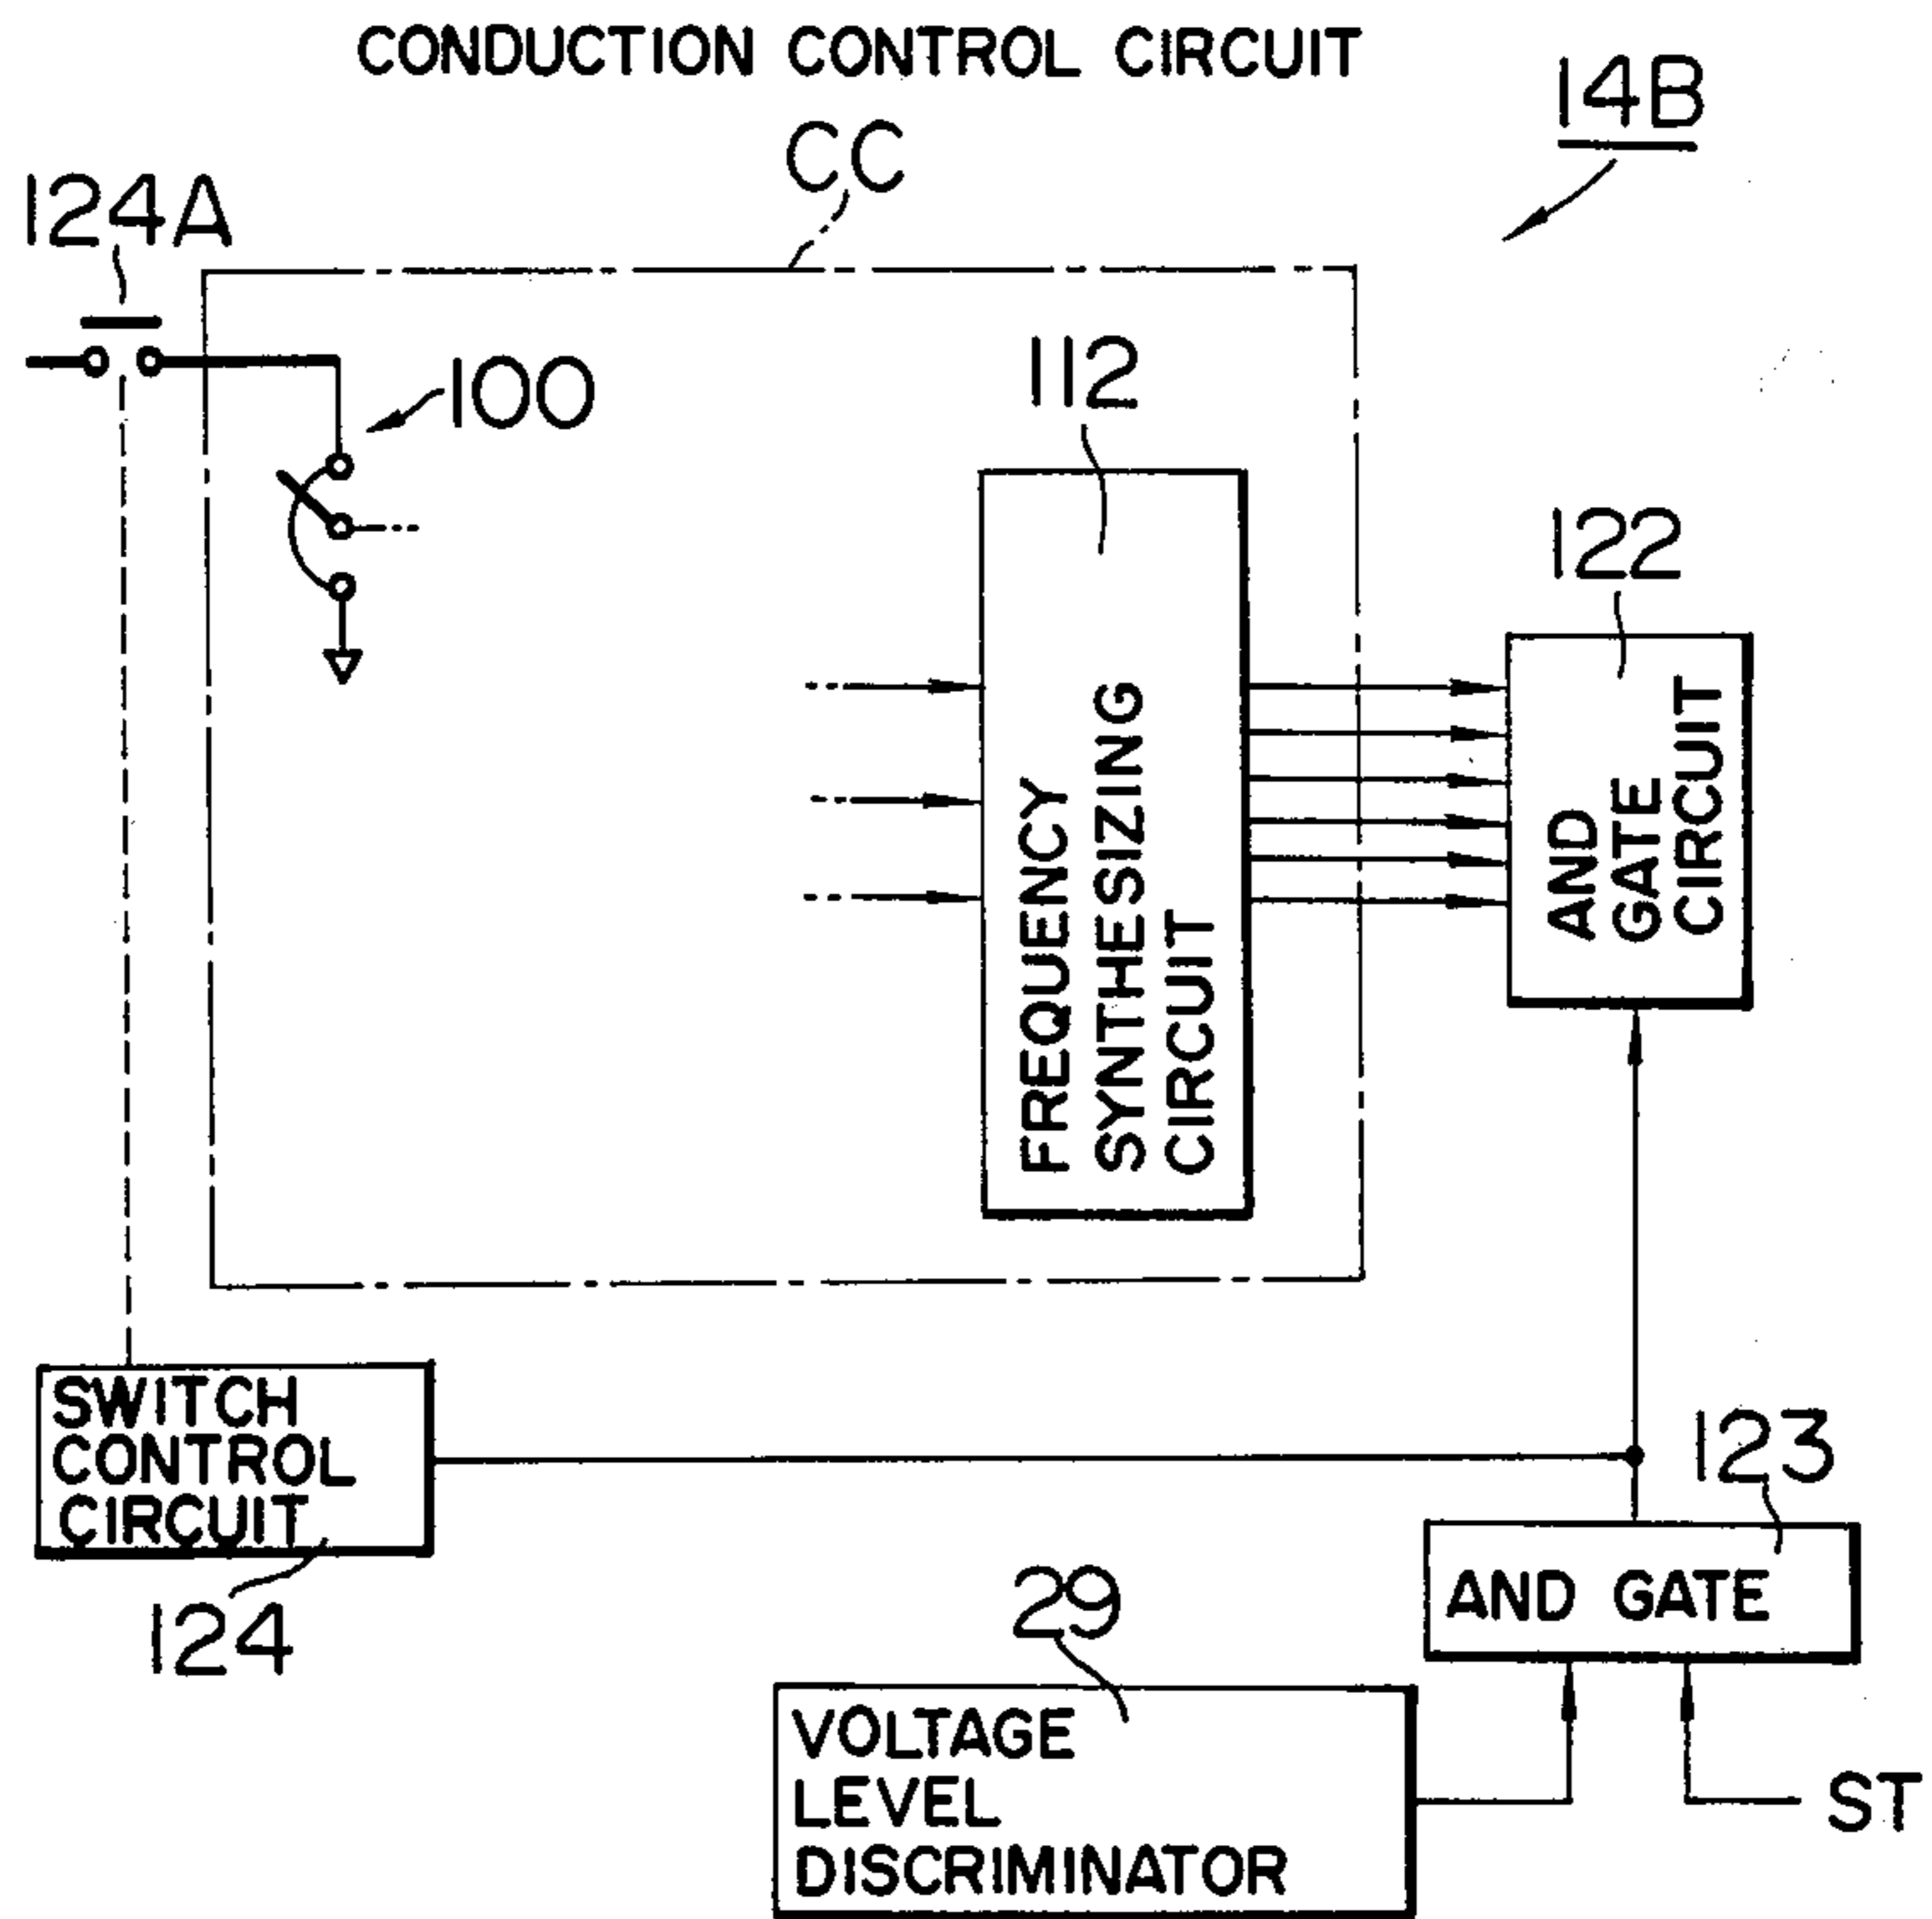 CONDUCTION CONTROL CIRCUIT
14B
CC
124A
100
112
122
FREQUENCY
SYNTHESIZING
CIRCUIT
AND
GATE
CIRCUIT
SWITCH
CONTROL
CIRCUIT
124
123
AND GATE
29
VOLTAGE
LEVEL
DISCRIMINATOR
ST